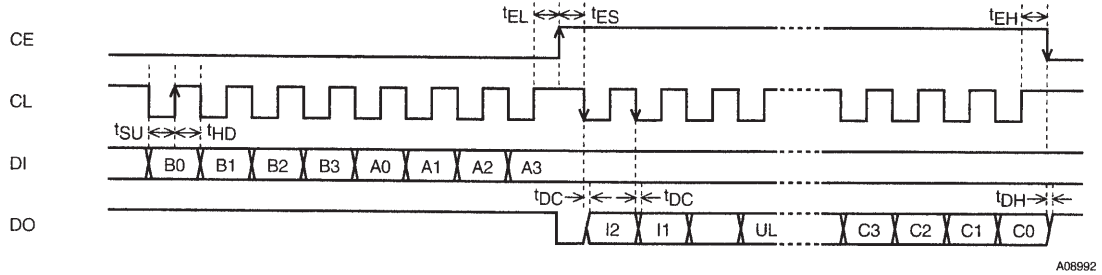 tEL tES tEH
CE
CL
tSU tHD
DI B0 B1 B2 B3 A0 A1 A2 A3
tDC tDC tDH
DO I2 I1 UL C3 C2 C1 C0
A08992